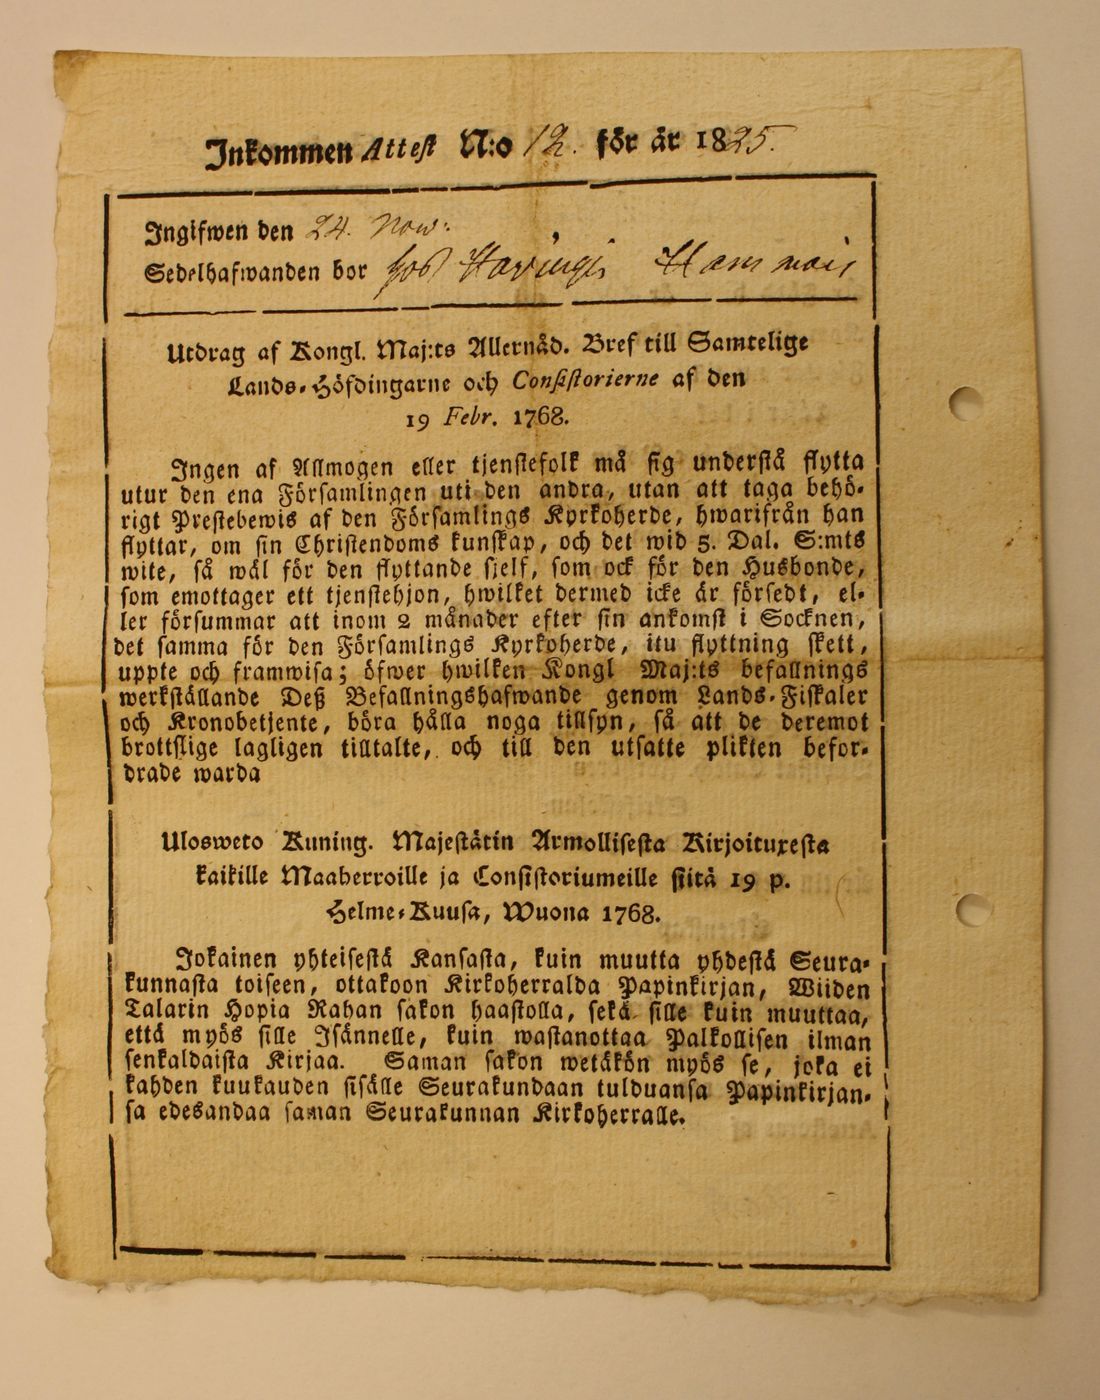 Inkommen Attest N:o 12. för år 1825.
Ingifwen den 24. Now:
Sedelhafwanden bor hos
Utdrag af Kongl. Maj:ts Allernåd. Bref till Samtelige
Lands-Höfdingarne och Consistorierne af den
19 Febr. 1768.
Ingen af Allmogen eller tjenstefolk må sig understå flytta
utur den ena Församlingen uti den andra, utan att taga behö-
rigt Prestebewis af den Församlings Kyrkoherde, hwarifrån han
flyttar, om sin Christendoms kunskap, och det wid 5. Dal. S:mts
wite, så wäl för den flyttande sjelf, som ock för den Husbonde,
som emottager ett tjenstehjon, hwilket dermed icke är försedt, el-
ler försummar att inom 2 månader efter sin ankomst i Socknen,
det samma för den Församlings Kyrkoherde, itu flyttning skett,
uppte och framwisa; öfwer hwilken Kongl Maj:ts befallnings
werkställande Deß Befallningshafwande genom Lands-Fiskaler
och Kronobetjente, böra hålla noga tillsyn, så att de deremot
brottslige lagligen tilltalte, och till den utsatte plikten befor-
drade warda
Ulosweto Kuning. Majestätin Armollisesta Kirjoituxesta
kaikille Maaherroille ja Consistoriumeille siitä 19 p.
Helme-Kuusa, Wuona 1768.
Jokainen yhteisestä Kansasta, kuin muutta yhdestä Seura-
kunnasta toiseen, ottakoon Kirkoherralda Papinkirjan, Wiiden
Talarin Hopia Rahan sakon haastolla, sekä sille kuin muuttaa,
että myös sille Isännelle, kuin wastanottaa Palkollisen ilman
senkaldaista Kirjaa. Saman sakon wetäkön myös se, joka ei
kahden kuukauden sisälle Seurakundaan tulduansa Papinkirjan-
sa edesandaa saman Seurakunnan Kirkoherralle.